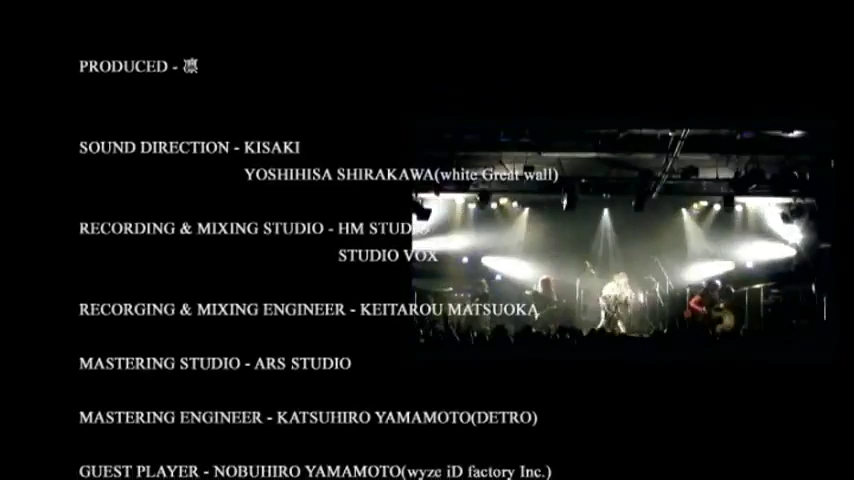 PRODUCED - 凛
SOUND DIRECTION - KISAKI
YOSHIHISA SHIRAKAWA(white Great wall)
RECORDING & MIXING STUDIO - HM STUDIO
STUDIO VOX
RECORGING & MIXING ENGINEER - KEITAROU MATSUOKA
MASTERING STUDIO - ARS STUDIO
MASTERING ENGINEER - KATSUHIRO YAMAMOTO(DETRO)
GUEST PLAYER - NOBUHIRO YAMAMOTO(wyze iD factory Inc.)